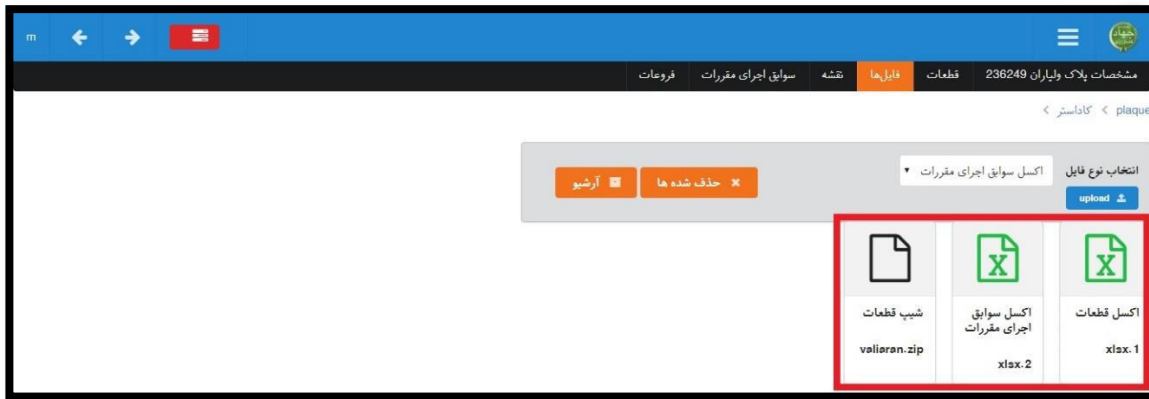 m
جهاد
مشخصات پلاک ولیاران 236249 قطعات فایل‌ها نقشه سوابق اجرای مقررات فروعات
plaque > کاداستر >
انتخاب نوع فایل اکسل سوابق اجرای مقررات حذف شده ها آرشیو
upload
اکسل قطعات
xlsx.1
اکسل سوابق
اجرای مقررات
xlsx.2
شیپ قطعات
valiaran.zip